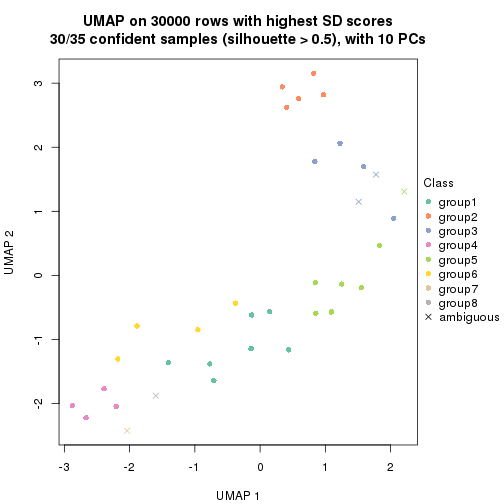 UMAP on 30000 rows with highest SD scores
30/35 confident samples (silhouette > 0.5), with 10 PCs
3
2
1
0
-1
-2
UMAP 2
-3
-2
-1
0
1
2
UMAP 1
Class
group1
group2
group3
group4
group5
group6
group7
group8
ambiguous